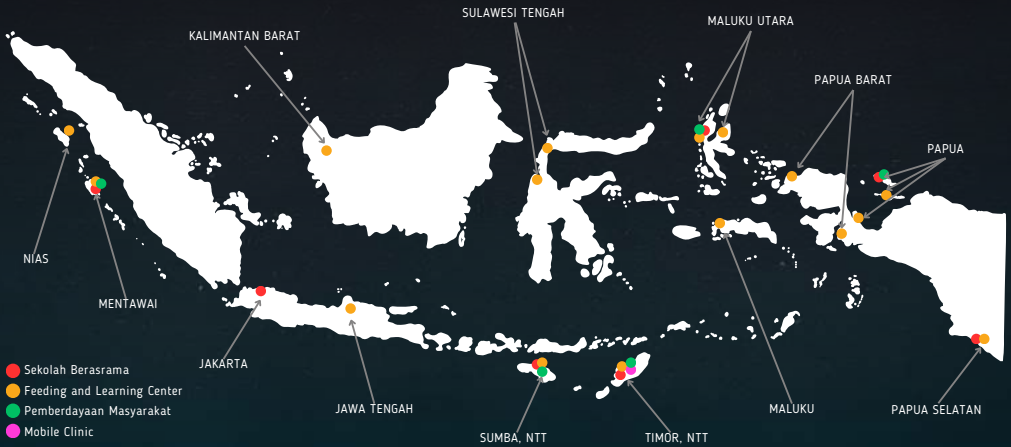 SULAWESI TENGAH
MALUKU UTARA
KALIMANTAN BARAT
PAPUA BARAT
PAPUA
NIAS
MENTAWAI
JAKARTA
Sekolah Berasrama
Feeding and Learning Center
Pemberdayaan Masyarakat
Mobile Clinic
JAWA TENGAH
MALUKU
PAPUA SELATAN
SUMBA, NTT
TIMOR, NTT